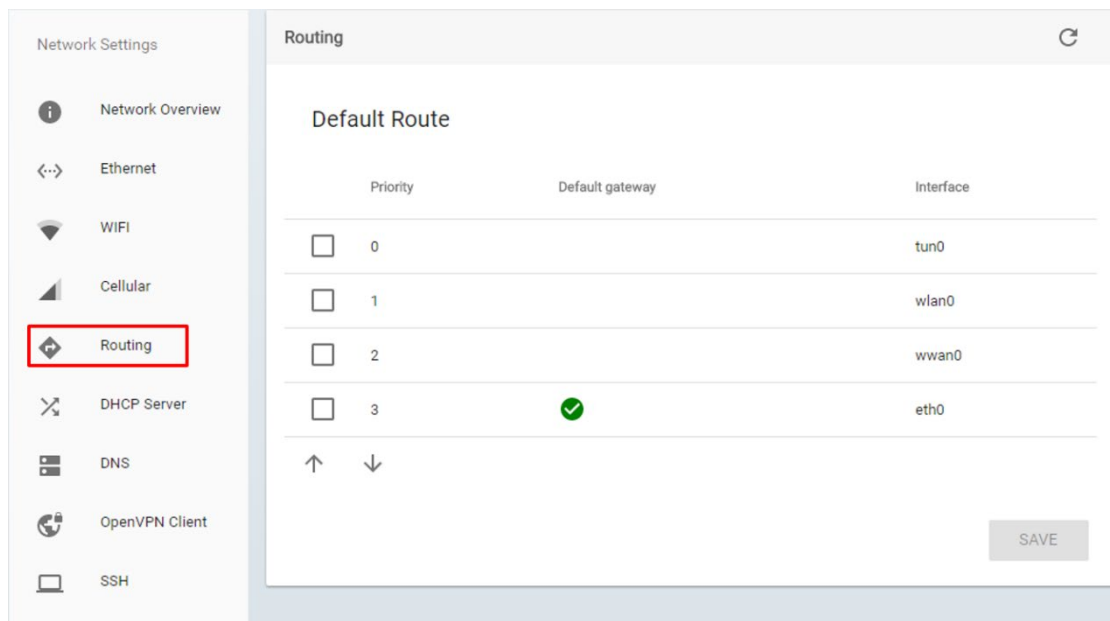 Network Settings
Network Overview
Ethernet
WIFI
Cellular
Routing
DHCP Server
DNS
OpenVPN Client
SSH
Routing
Default Route
Priority Default gateway Interface
0 tun0
1 wlan0
2 wwan0
3 eth0
SAVE